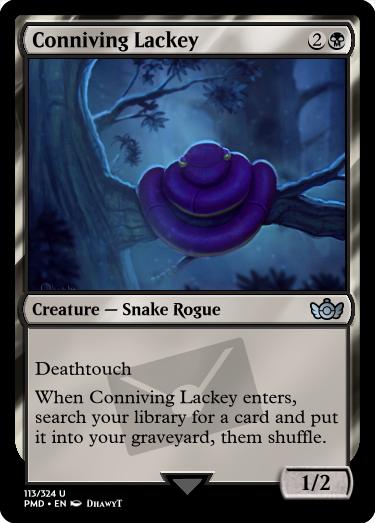 Conniving Lackey 2
Creature — Snake Rogue
Deathtouch
When Conniving Lackey enters,
search your library for a card and put
it into your graveyard, them shuffle.
1/2
113/324 U
PMD • EN DhawyT